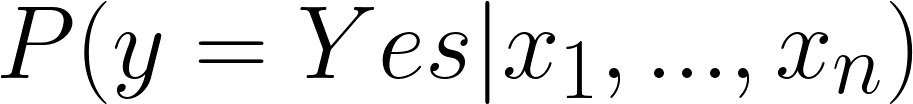 P(y = Yes|x₁, ..., xₙ)